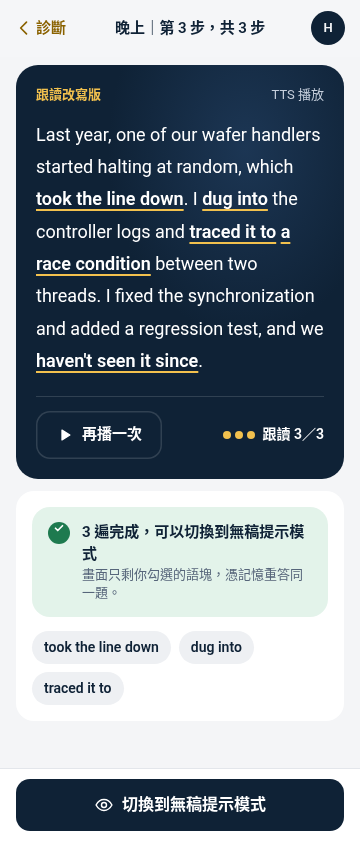 診斷
晚上｜第 3 步，共 3 步
H
跟讀改寫版
TTS 播放
Last year, one of our wafer handlers
started halting at random, which
took the line down. I dug into the
controller logs and traced it to a
race condition between two
threads. I fixed the synchronization
and added a regression test, and we
haven't seen it since.
再播一次
跟讀 3／3
3 遍完成，可以切換到無稿提示模
式
畫面只剩你勾選的語塊，憑記憶重答同
一題。
took the line down
dug into
traced it to
切換到無稿提示模式